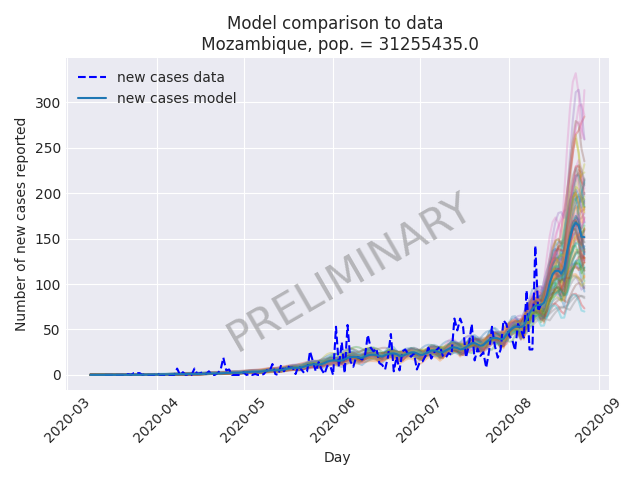 Model comparison to data
Mozambique, pop. = 31255435.0
new cases data
new cases model
PRELIMINARY
Number of new cases reported
300
250
200
150
100
50
0
2020-03
2020-04
2020-05
2020-06
2020-07
2020-08
2020-09
Day